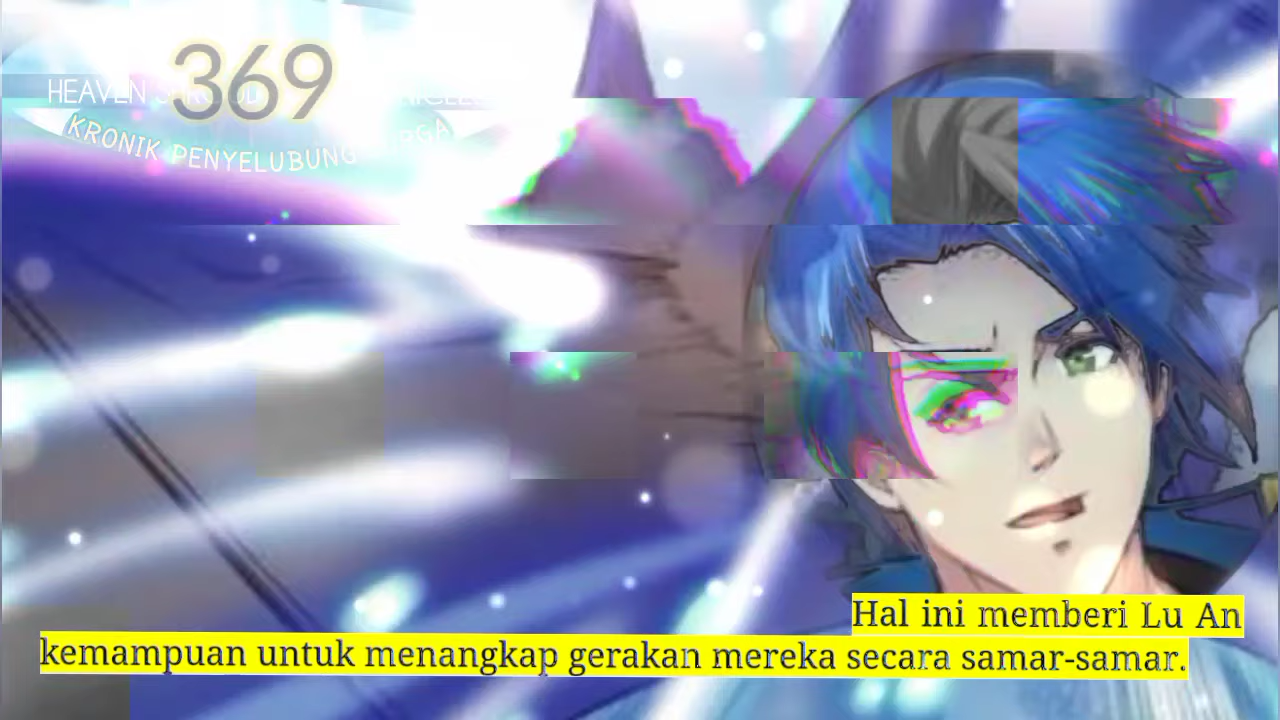 369
HEAVEN
KRONIK PENYELUBUNG
Hal ini memberi Lu An
kemampuan untuk menangkap gerakan mereka secara samar-samar.